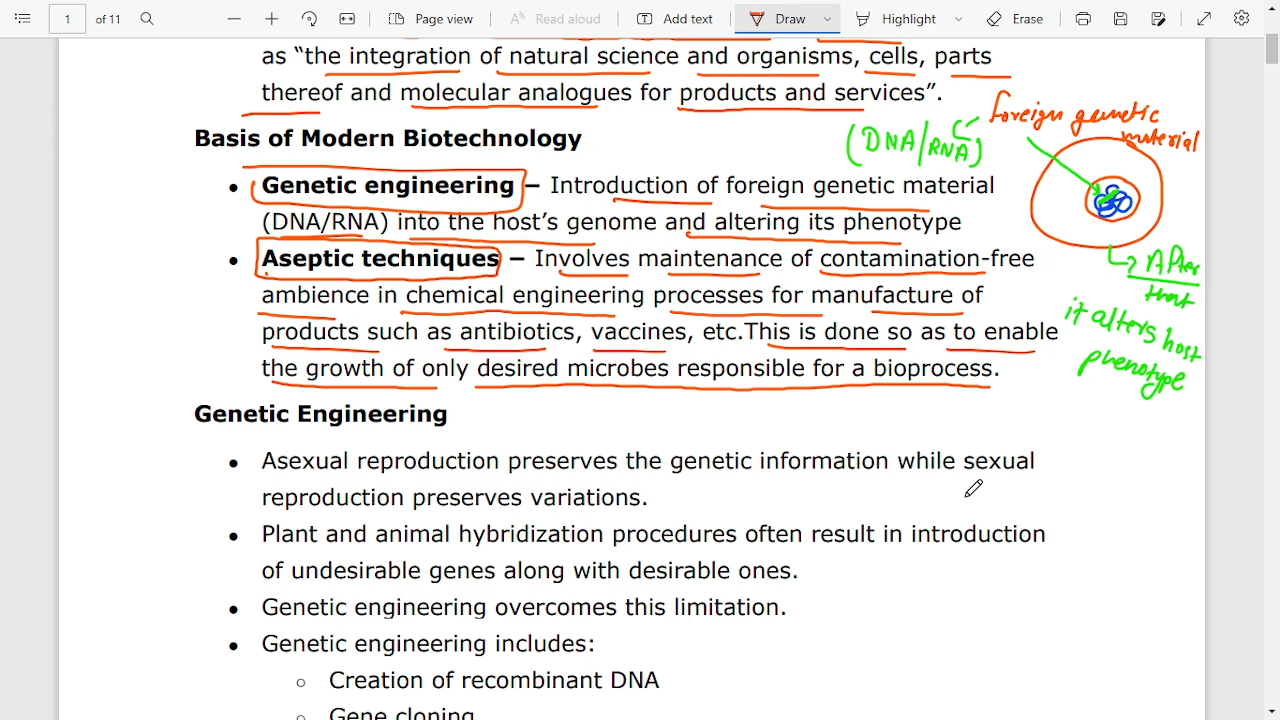 1 of 11 Page view Read aloud Add text Draw Highlight Erase
as “the integration of natural science and organisms, cells, parts
thereof and molecular analogues for products and services”.
foreign genetic
material
(DNA/RNA)
Basis of Modern Biotechnology
• Genetic engineering – Introduction of foreign genetic material
(DNA/RNA) into the host’s genome and altering its phenotype
• Aseptic techniques – Involves maintenance of contamination-free
ambience in chemical engineering processes for manufacture of
products such as antibiotics, vaccines, etc.This is done so as to enable
the growth of only desired microbes responsible for a bioprocess.
After
that
it alters host
phenotype
Genetic Engineering
• Asexual reproduction preserves the genetic information while sexual
reproduction preserves variations.
• Plant and animal hybridization procedures often result in introduction
of undesirable genes along with desirable ones.
• Genetic engineering overcomes this limitation.
• Genetic engineering includes:
○ Creation of recombinant DNA
○ Gene cloning